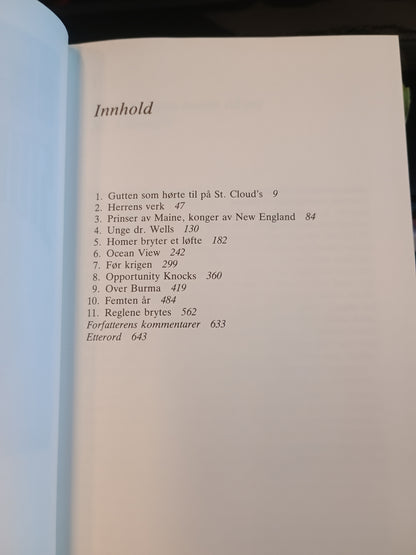 Innhold
1. Gutten som hørte til på St. Cloud's 9
2. Herrens verk 47
3. Prinser av Maine, konger av New England 84
4. Unge dr. Wells 130
5. Homer bryter et løfte 182
6. Ocean View 242
7. Før krigen 299
8. Opportunity Knocks 360
9. Over Burma 419
10. Femten år 484
11. Reglene brytes 562
Forfatterens kommentarer 633
Etterord 643